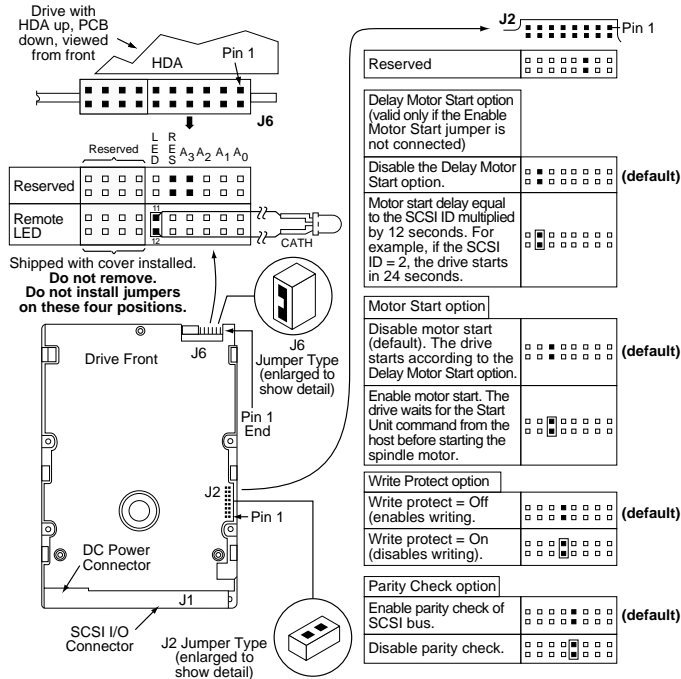 Drive with
HDA up, PCB
down, viewed
from front
HDA
Pin 1
J6
Reserved
L
E
D
R
E
S
A3 A2 A1 A0
Reserved
Remote
LED
11
12
CATH
Shipped with cover installed.
Do not remove.
Do not install jumpers
on these four positions.
Drive Front
J6
J6
Jumper Type
(enlarged to
show detail)
Pin 1
End
J2
Pin 1
DC Power
Connector
J1
SCSI I/O
Connector
J2 Jumper Type
(enlarged to
show detail)
J2
Pin 1
Reserved
Delay Motor Start option
(valid only if the Enable
Motor Start jumper is
not connected)
Disable the Delay Motor
Start option.
(default)
Motor start delay equal
to the SCSI ID multiplied
by 12 seconds. For
example, if the SCSI
ID = 2, the drive starts
in 24 seconds.
Motor Start option
Disable motor start
(default). The drive
starts according to the
Delay Motor Start option.
(default)
Enable motor start. The
drive waits for the Start
Unit command from the
host before starting the
spindle motor.
Write Protect option
Write protect = Off
(enables writing.
(default)
Write protect = On
(disables writing).
Parity Check option
Enable parity check of
SCSI bus.
(default)
Disable parity check.